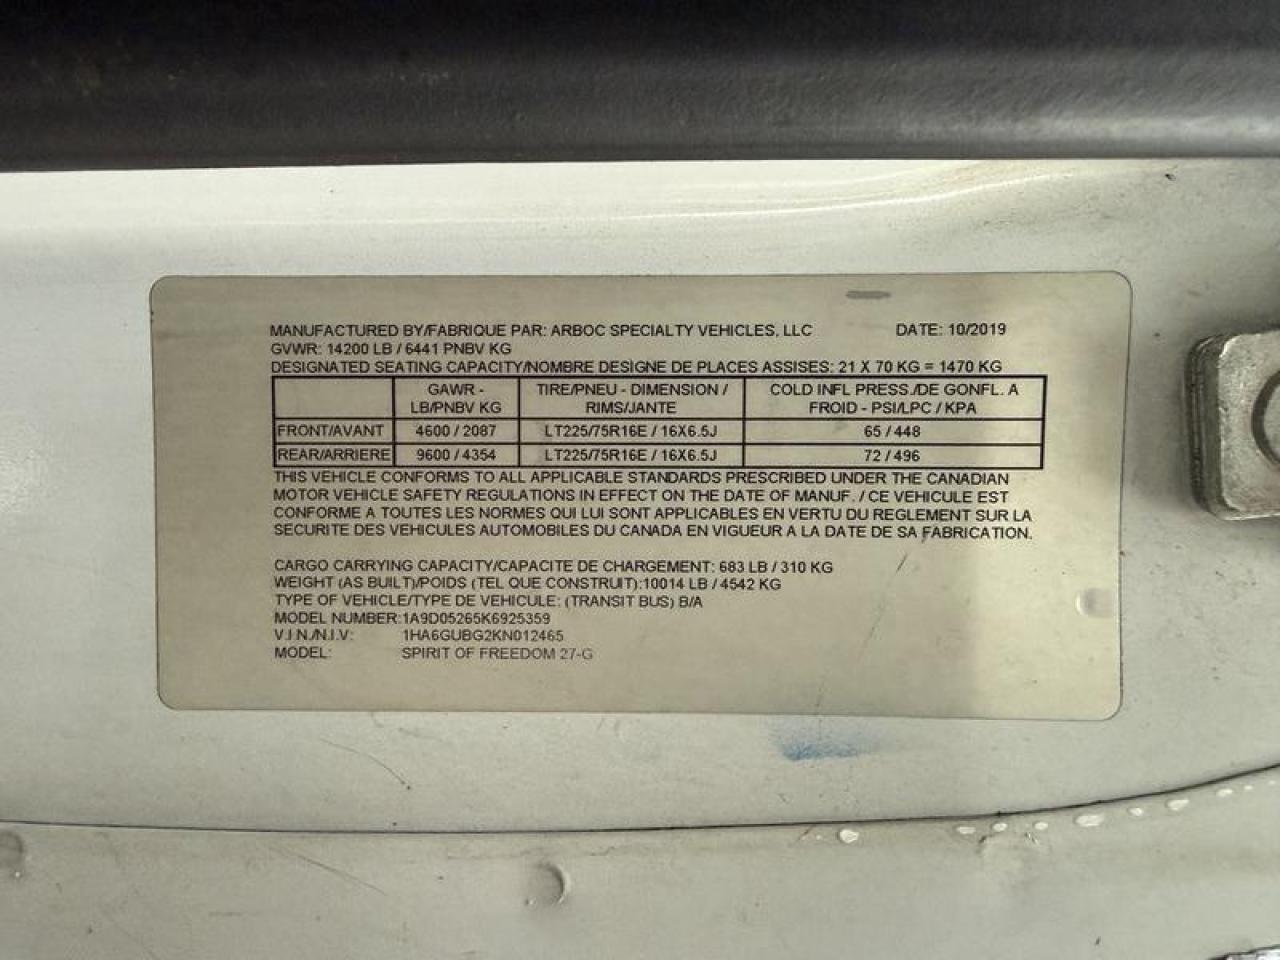 MANUFACTURED BY/FABRIQUE PAR: ARBOC SPECIALTY VEHICLES, LLC DATE: 10/2019
GVWR: 14200 LB / 6441 PNBV KG
DESIGNATED SEATING CAPACITY/NOMBRE DESIGNE DE PLACES ASSISES: 21 X 70 KG = 1470 KG
GAWR - TIRE/PNEU - DIMENSION / COLD INFL PRESS./DE GONFL. A
LB/PNBV KG RIMS/JANTE FROID - PSI/LPC / KPA
FRONT/AVANT 4600 / 2087 LT225/75R16E / 16X6.5J 65 / 448
REAR/ARRIERE 9600 / 4354 LT225/75R16E / 16X6.5J 72 / 496
THIS VEHICLE CONFORMS TO ALL APPLICABLE STANDARDS PRESCRIBED UNDER THE CANADIAN
MOTOR VEHICLE SAFETY REGULATIONS IN EFFECT ON THE DATE OF MANUF. / CE VEHICULE EST
CONFORME A TOUTES LES NORMES QUI LUI SONT APPLICABLES EN VERTU DU REGLEMENT SUR LA
SECURITE DES VEHICULES AUTOMOBILES DU CANADA EN VIGUEUR A LA DATE DE SA FABRICATION.
CARGO CARRYING CAPACITY/CAPACITE DE CHARGEMENT: 683 LB / 310 KG
WEIGHT (AS BUILT)/POIDS (TEL QUE CONSTRUIT):10014 LB / 4542 KG
TYPE OF VEHICLE/TYPE DE VEHICULE: (TRANSIT BUS) B/A
MODEL NUMBER:1A9D05265K6925359
V.I.N./N.I.V.: 1HA6GUBG2KN012465
MODEL: SPIRIT OF FREEDOM 27-G